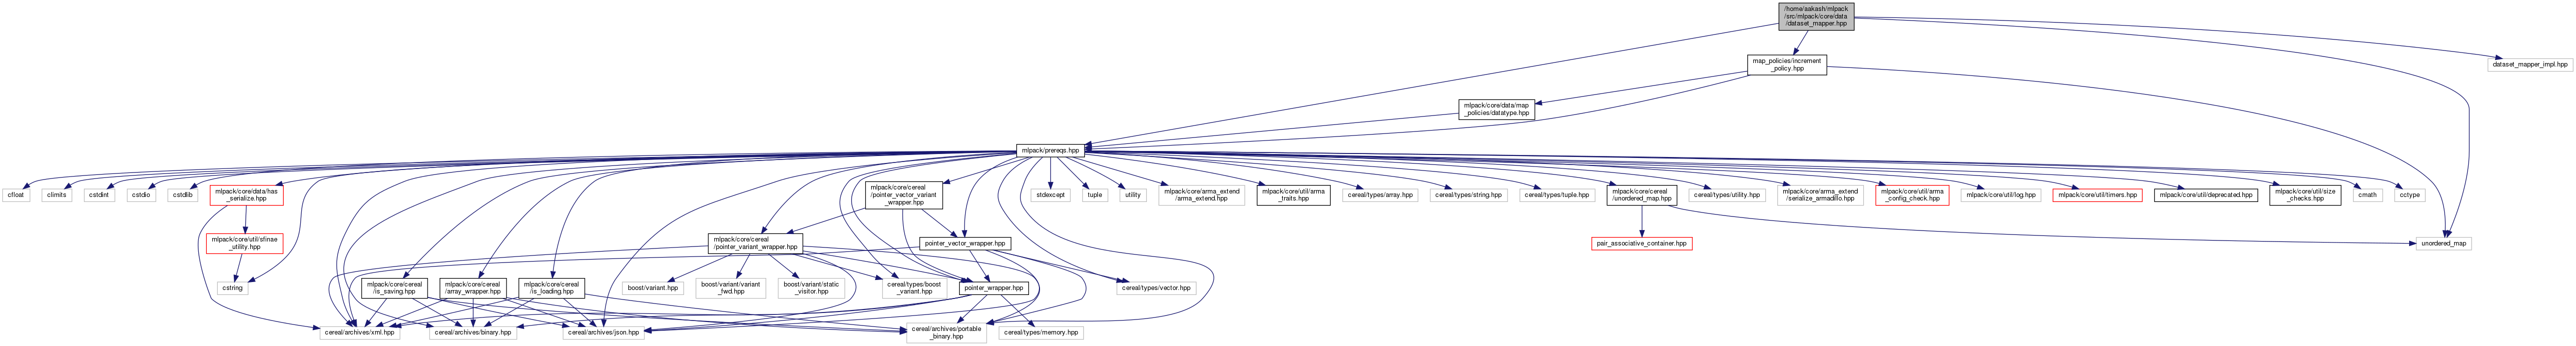 /home/aakash/mlpack
/src/mlpack/core/data
/dataset_mapper.hpp
map_policies/increment
_policy.hpp
dataset_mapper_impl.hpp
mlpack/core/data/map
_policies/datatype.hpp
mlpack/prereqs.hpp
cfloat
climits
cstdint
cstdio
cstdlib
mlpack/core/data/has
_serialize.hpp
mlpack/core/cereal
/pointer_vector_variant
_wrapper.hpp
stdexcept
tuple
utility
mlpack/core/arma_extend
/arma_extend.hpp
mlpack/core/util/arma
_traits.hpp
cereal/types/array.hpp
cereal/types/string.hpp
cereal/types/tuple.hpp
mlpack/core/cereal
/unordered_map.hpp
cereal/types/utility.hpp
mlpack/core/arma_extend
/serialize_armadillo.hpp
mlpack/core/util/arma
_config_check.hpp
mlpack/core/util/log.hpp
mlpack/core/util/timers.hpp
mlpack/core/util/deprecated.hpp
mlpack/core/util/size
_checks.hpp
cmath
cctype
mlpack/core/util/sfinae
_utility.hpp
mlpack/core/cereal
/pointer_variant_wrapper.hpp
pointer_vector_wrapper.hpp
pair_associative_container.hpp
unordered_map
cstring
mlpack/core/cereal
/is_saving.hpp
mlpack/core/cereal
/array_wrapper.hpp
mlpack/core/cereal
/is_loading.hpp
boost/variant.hpp
boost/variant/variant
_fwd.hpp
boost/variant/static
_visitor.hpp
cereal/types/boost
_variant.hpp
pointer_wrapper.hpp
cereal/types/vector.hpp
cereal/archives/xml.hpp
cereal/archives/binary.hpp
cereal/archives/json.hpp
cereal/archives/portable
_binary.hpp
cereal/types/memory.hpp